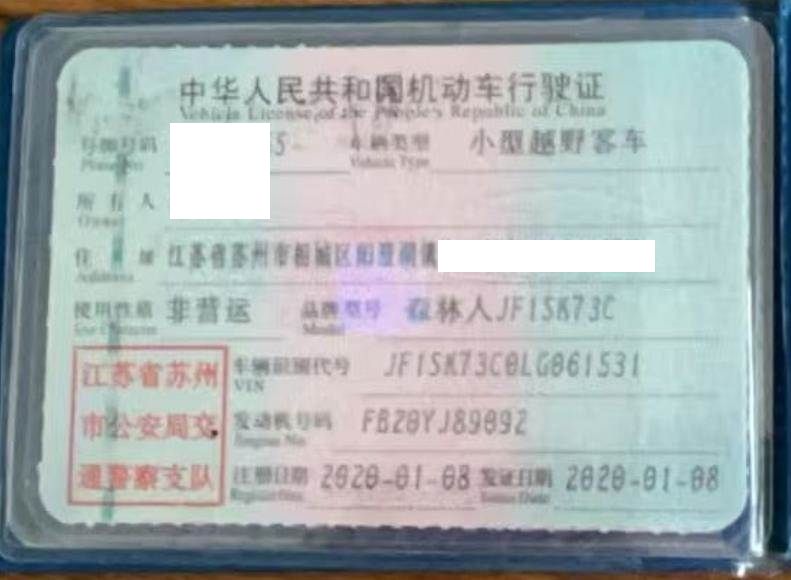 中华人民共和国机动车行驶证
Vehicle License of the People's Republic of China
号牌号码 5 车辆类型 小型越野客车
Plate No. Vehicle Type
所有人
Owner
住址 江苏省苏州市相城区阳澄湖镇
Address
使用性质 非营运 品牌型号 森林人JF1SK73C
Use Character Model
江苏省苏州 车辆识别代号 JF1SK73C0LG061531
VIN
市公安局交 发动机号码 FB20YJ89092
Engine No.
通警察支队 注册日期 2020-01-08 发证日期 2020-01-08
Register Date Issue Date